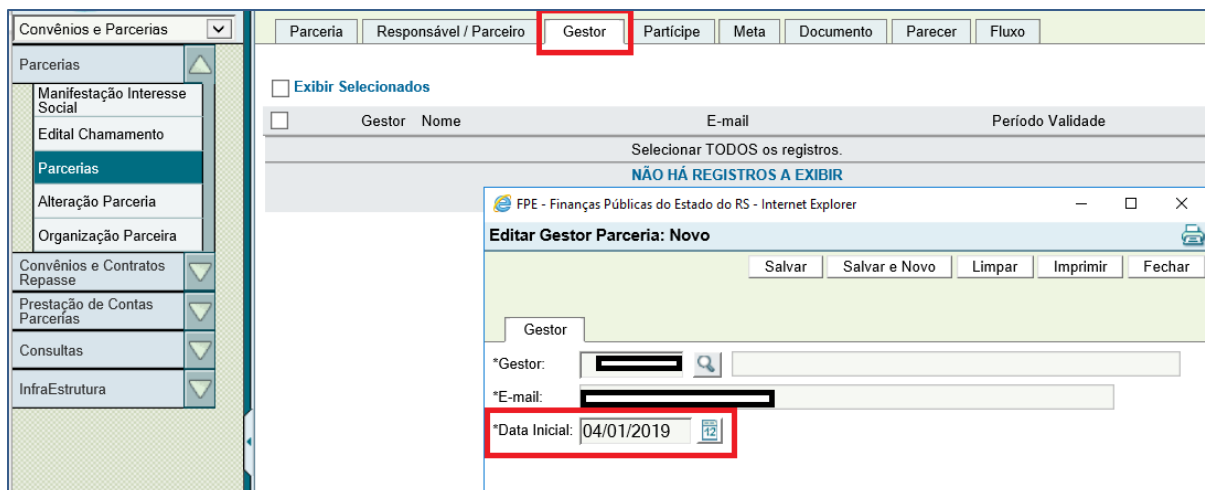 Convênios e Parcerias
Parcerias
Manifestação Interesse
Social
Edital Chamamento
Parcerias
Alteração Parceria
Organização Parceira
Convênios e Contratos
Repasse
Prestação de Contas
Parcerias
Consultas
InfraEstrutura
Parceria Responsável / Parceiro Gestor Partícipe Meta Documento Parecer Fluxo
Exibir Selecionados
Gestor Nome E-mail Período Validade
Selecionar TODOS os registros.
NÃO HÁ REGISTROS A EXIBIR
FPE - Finanças Públicas do Estado do RS - Internet Explorer
Editar Gestor Parceria: Novo
Salvar Salvar e Novo Limpar Imprimir Fechar
Gestor
*Gestor:
*E-mail:
*Data Inicial: 04/01/2019 12